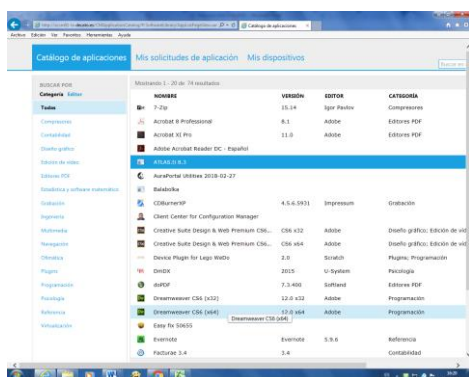 Catálogo de aplicaciones
Archivo Edición Ver Favoritos Herramientas Ayuda
Catálogo de aplicaciones Mis solicitudes de aplicación Mis dispositivos
BUSCAR POR
Categoría Editor
Todas
Compresores
Contabilidad
Diseño gráfico
Edición de vídeo
Editores PDF
Estadística y software matemático
Grabación
Ingeniería
Multimedia
Navegación
Ofimática
Plugins
Programación
Psicología
Referencia
Virtualización
Mostrando 1 - 20 de 74 resultados
NOMBRE VERSIÓN EDITOR CATEGORÍA
7-Zip 15.14 Igor Pavlov Compresores
Acrobat 8 Professional 8.1 Adobe Editores PDF
Acrobat XI Pro 11.0 Adobe Editores PDF
Adobe Acrobat Reader DC - Español
ATLAS.ti 8.3
AuraPortal Utilities 2018-02-27
Balabolka
CDBurnerXP 4.5.6.5931 Impressum Grabación
Client Center for Configuration Manager
Creative Suite Design & Web Premium CS6... CS6 x32 Adobe Diseño gráfico; Edición de víd
Creative Suite Design & Web Premium CS6... CS6 x64 Adobe Diseño gráfico; Edición de víd
Device Plugin for Lego WeDo 2.0 Scratch Plugins; Programación
DmDX 2015 U-System Psicología
doPDF 7.3.400 Softland Editores PDF
Dreamweaver CS6 (x32) 12.0 x32 Adobe Programación
Dreamweaver CS6 (x64) 12.0 x64 Adobe Programación
Dreamweaver CS6 (x64)
Easy fix 50655
Evernote Evernote 5.9.6 Referencia
Facturae 3.4 3.4 Contabilidad